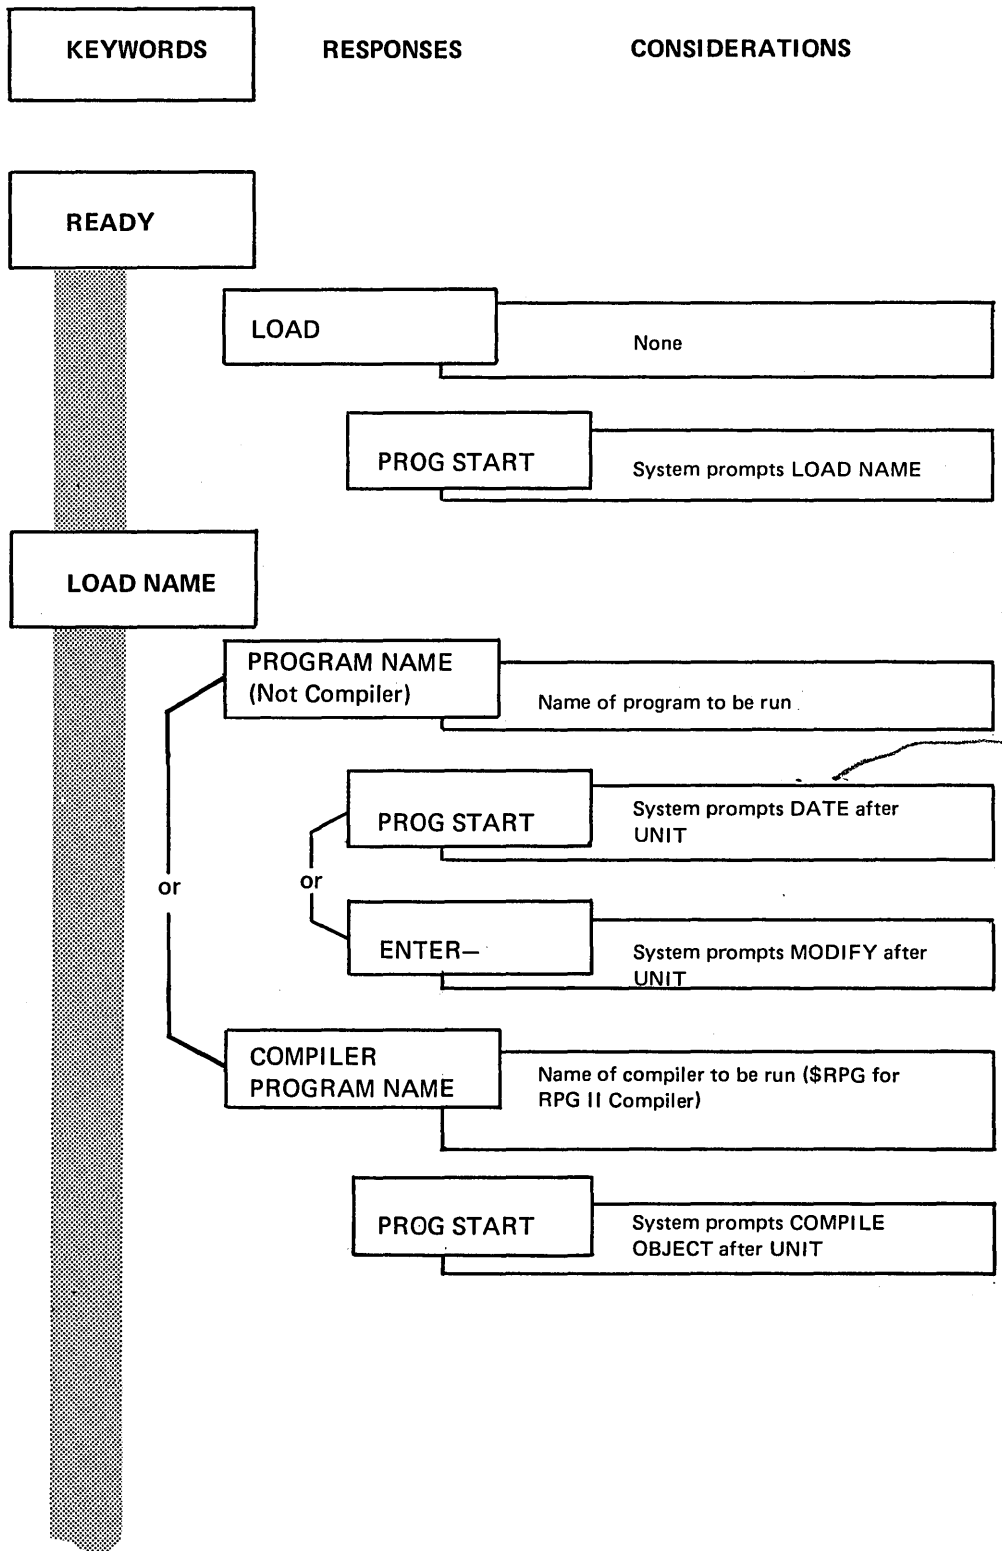 KEYWORDS RESPONSES CONSIDERATIONS
READY
LOAD
None
PROG START
System prompts LOAD NAME
LOAD NAME
PROGRAM NAME
(Not Compiler)
Name of program to be run
PROG START
System prompts DATE after
UNIT
or
or
ENTER–
System prompts MODIFY after
UNIT
COMPILER
PROGRAM NAME
Name of compiler to be run ($RPG for
RPG II Compiler)
PROG START
System prompts COMPILE
OBJECT after UNIT